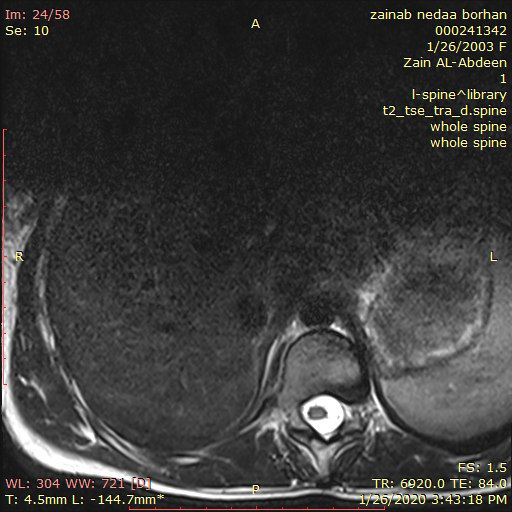 Im: 24/58
Se: 10
zainab nedaa borhan
000241342
1/26/2003 F
Zain AL-Abdeen
1
l-spine^library
t2_tse_tra_d.spine
whole spine
whole spine
A
R
L
P
WL: 304 WW: 721 [D]
T: 4.5mm L: -144.7mm*
FS: 1.5
TR: 6920.0 TE: 84.0
1/26/2020 3:43:18 PM